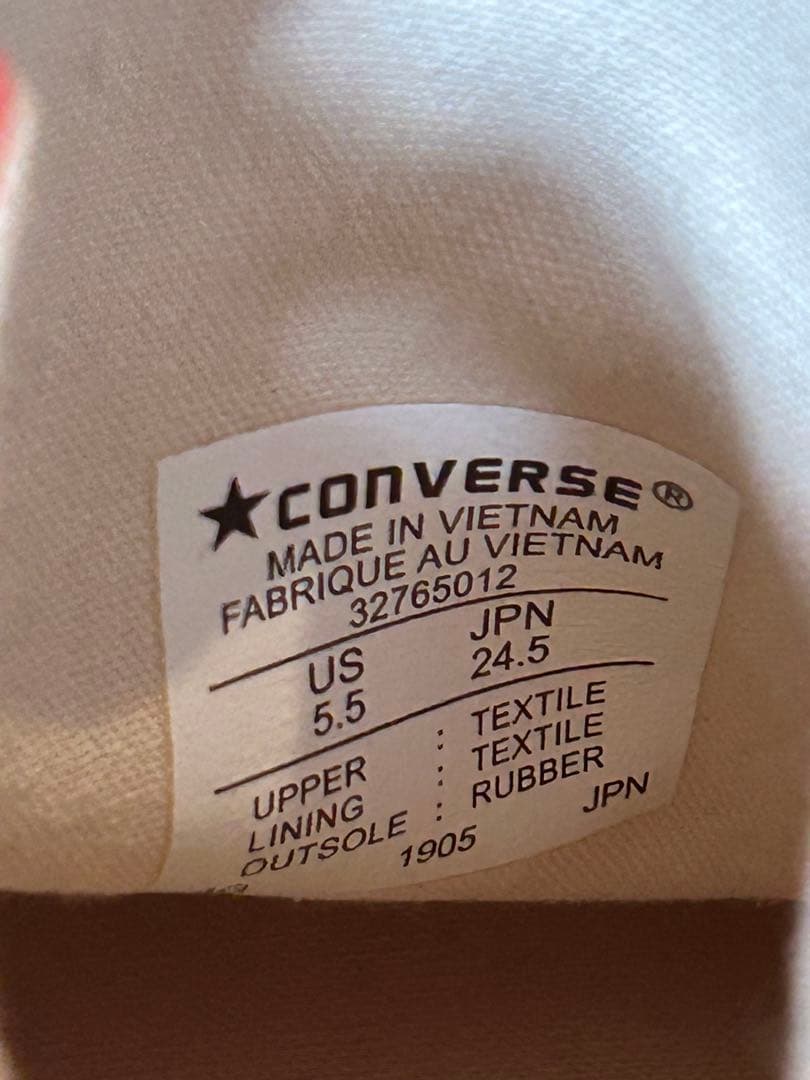 ★CONVERSE®
MADE IN VIETNAM
FABRIQUE AU VIETNAM
32765012
US JPN
5.5 24.5
UPPER : TEXTILE
LINING : TEXTILE
OUTSOLE : RUBBER
1905 JPN